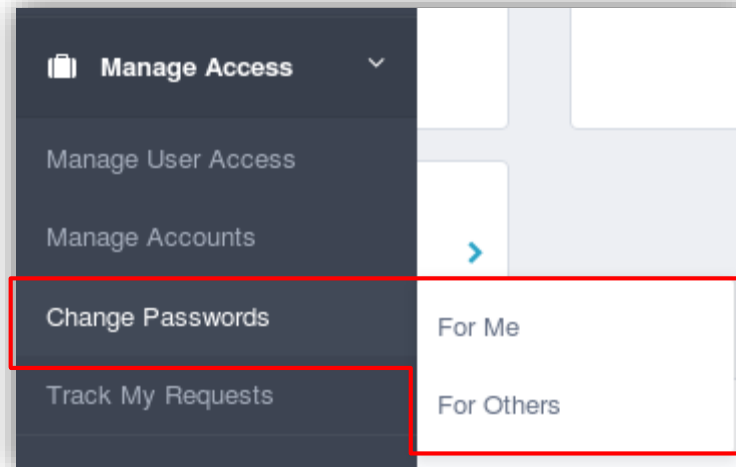 Manage Access
Manage User Access
Manage Accounts
Change Passwords
For Me
For Others
Track My Requests